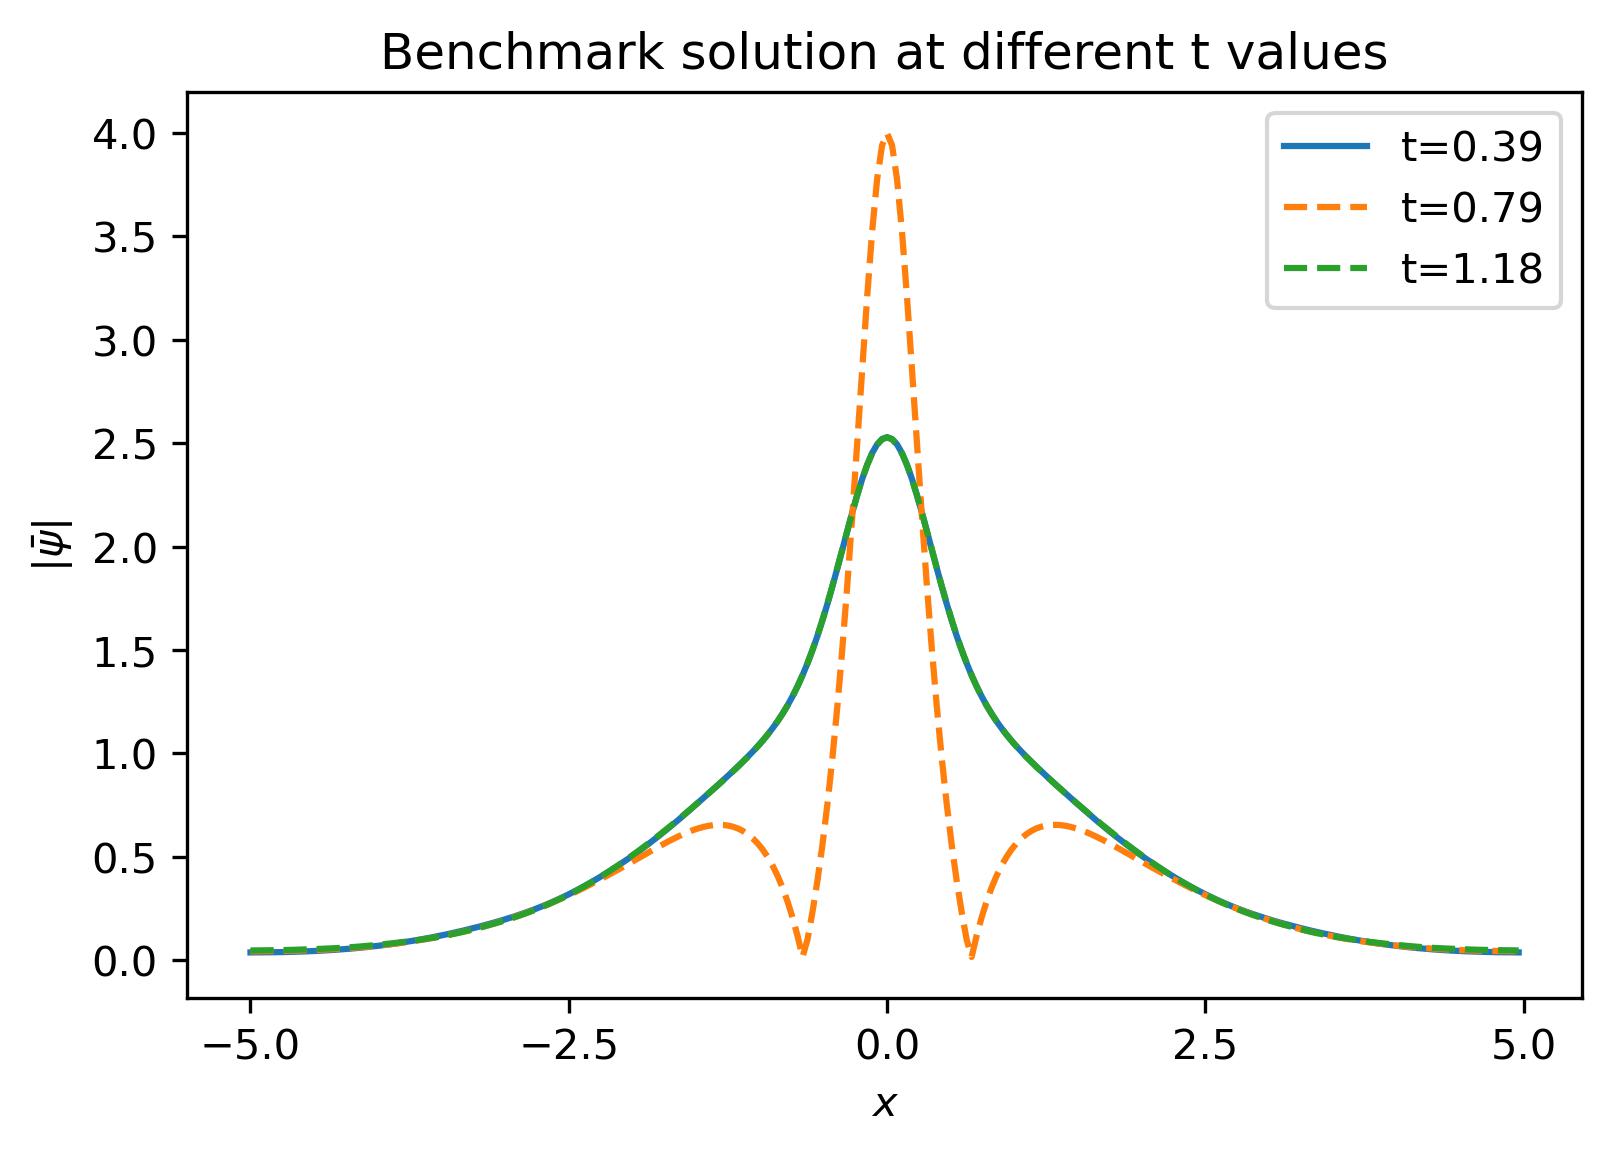 Benchmark solution at different t values
4.0
3.5
3.0
2.5
2.0
1.5
1.0
0.5
0.0
|ψ̄|
t=0.39
t=0.79
t=1.18
−5.0 −2.5 0.0 2.5 5.0
x